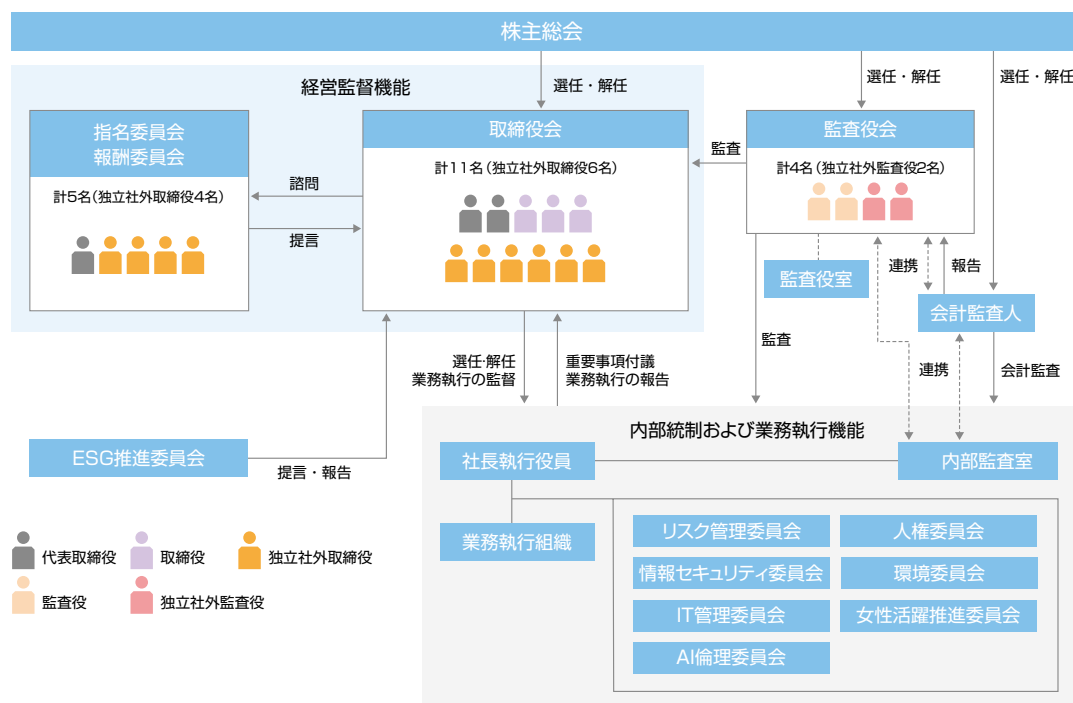 株主総会
選任・解任
選任・解任
選任・解任
経営監督機能
指名委員会
報酬委員会
計5名(独立社外取締役4名)
諮問
提言
取締役会
計11名(独立社外取締役6名)
監査
監査役会
計4名(独立社外監査役2名)
監査役室
連携
報告
会計監査人
選任・解任
業務執行の監督
重要事項付議
業務執行の報告
監査
連携
会計監査
ESG推進委員会
提言・報告
内部統制および業務執行機能
社長執行役員
内部監査室
業務執行組織
リスク管理委員会
人権委員会
情報セキュリティ委員会
環境委員会
IT管理委員会
女性活躍推進委員会
AI倫理委員会
代表取締役
取締役
独立社外取締役
監査役
独立社外監査役